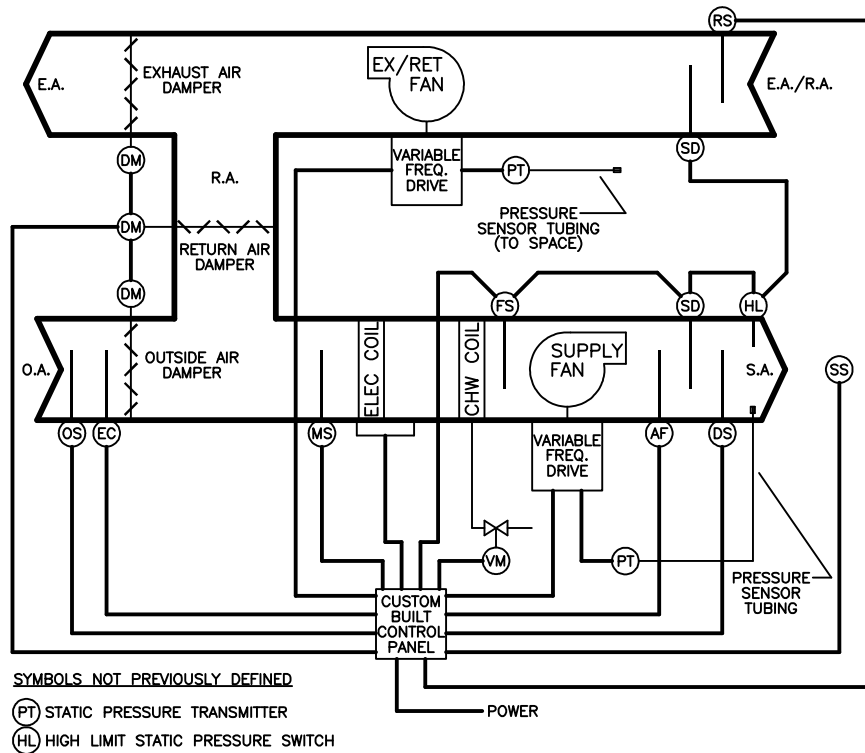 RS
EX/RET
FAN
E.A.
EXHAUST AIR
DAMPER
E.A./R.A.
DM
VARIABLE
FREQ.
DRIVE
SD
PT
R.A.
PRESSURE
SENSOR TUBING
(TO SPACE)
DM
RETURN AIR
DAMPER
DM
FS
SD
HL
O.A.
OUTSIDE AIR
DAMPER
ELEC COIL
CHW COIL
SUPPLY
FAN
S.A.
SS
OS
EC
MS
VARIABLE
FREQ.
DRIVE
AF
DS
VM
PT
PRESSURE
SENSOR
TUBING
CUSTOM
BUILT
CONTROL
PANEL
SYMBOLS NOT PREVIOUSLY DEFINED
PT STATIC PRESSURE TRANSMITTER
POWER
HL HIGH LIMIT STATIC PRESSURE SWITCH